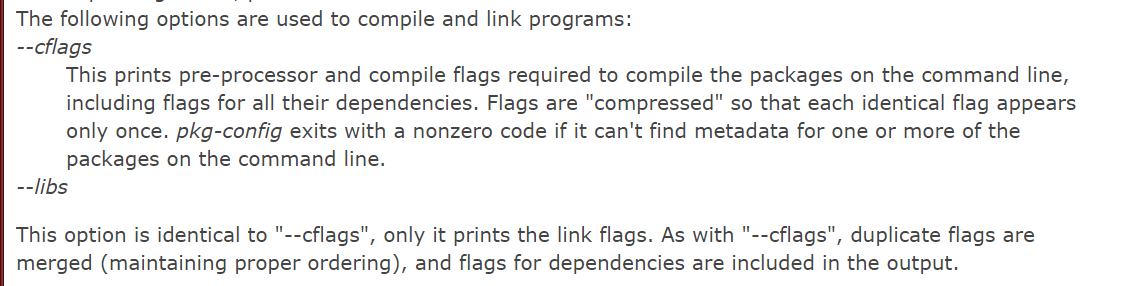 The following options are used to compile and link programs:
--cflags
This prints pre-processor and compile flags required to compile the packages on the command line,
including flags for all their dependencies. Flags are "compressed" so that each identical flag appears
only once. pkg-config exits with a nonzero code if it can't find metadata for one or more of the
packages on the command line.
--libs
This option is identical to "--cflags", only it prints the link flags. As with "--cflags", duplicate flags are
merged (maintaining proper ordering), and flags for dependencies are included in the output.